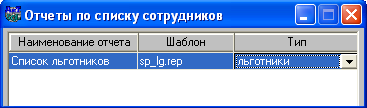 Отчеты по списку сотрудников
Наименование отчета Шаблон Тип
Список льготников sp_lg.rep льготники